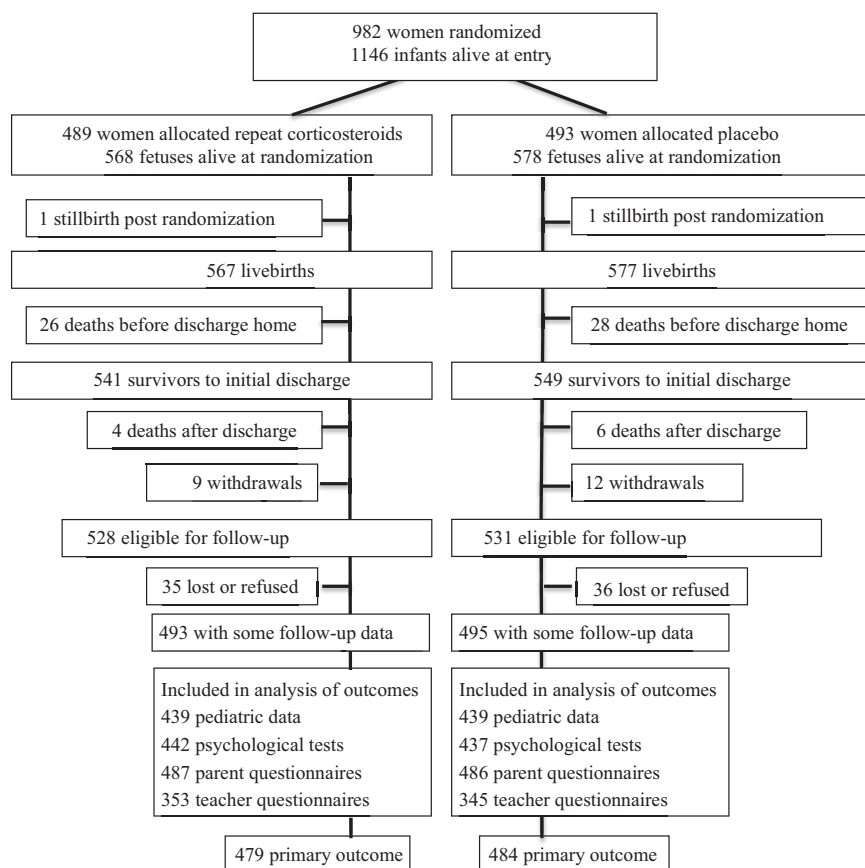 982 women randomized
1146 infants alive at entry
489 women allocated repeat corticosteroids
568 fetuses alive at randomization
493 women allocated placebo
578 fetuses alive at randomization
1 stillbirth post randomization
1 stillbirth post randomization
567 livebirths
577 livebirths
26 deaths before discharge home
28 deaths before discharge home
541 survivors to initial discharge
549 survivors to initial discharge
4 deaths after discharge
6 deaths after discharge
9 withdrawals
12 withdrawals
528 eligible for follow-up
531 eligible for follow-up
35 lost or refused
36 lost or refused
493 with some follow-up data
495 with some follow-up data
Included in analysis of outcomes
439 pediatric data
442 psychological tests
487 parent questionnaires
353 teacher questionnaires
Included in analysis of outcomes
439 pediatric data
437 psychological tests
486 parent questionnaires
345 teacher questionnaires
479 primary outcome
484 primary outcome